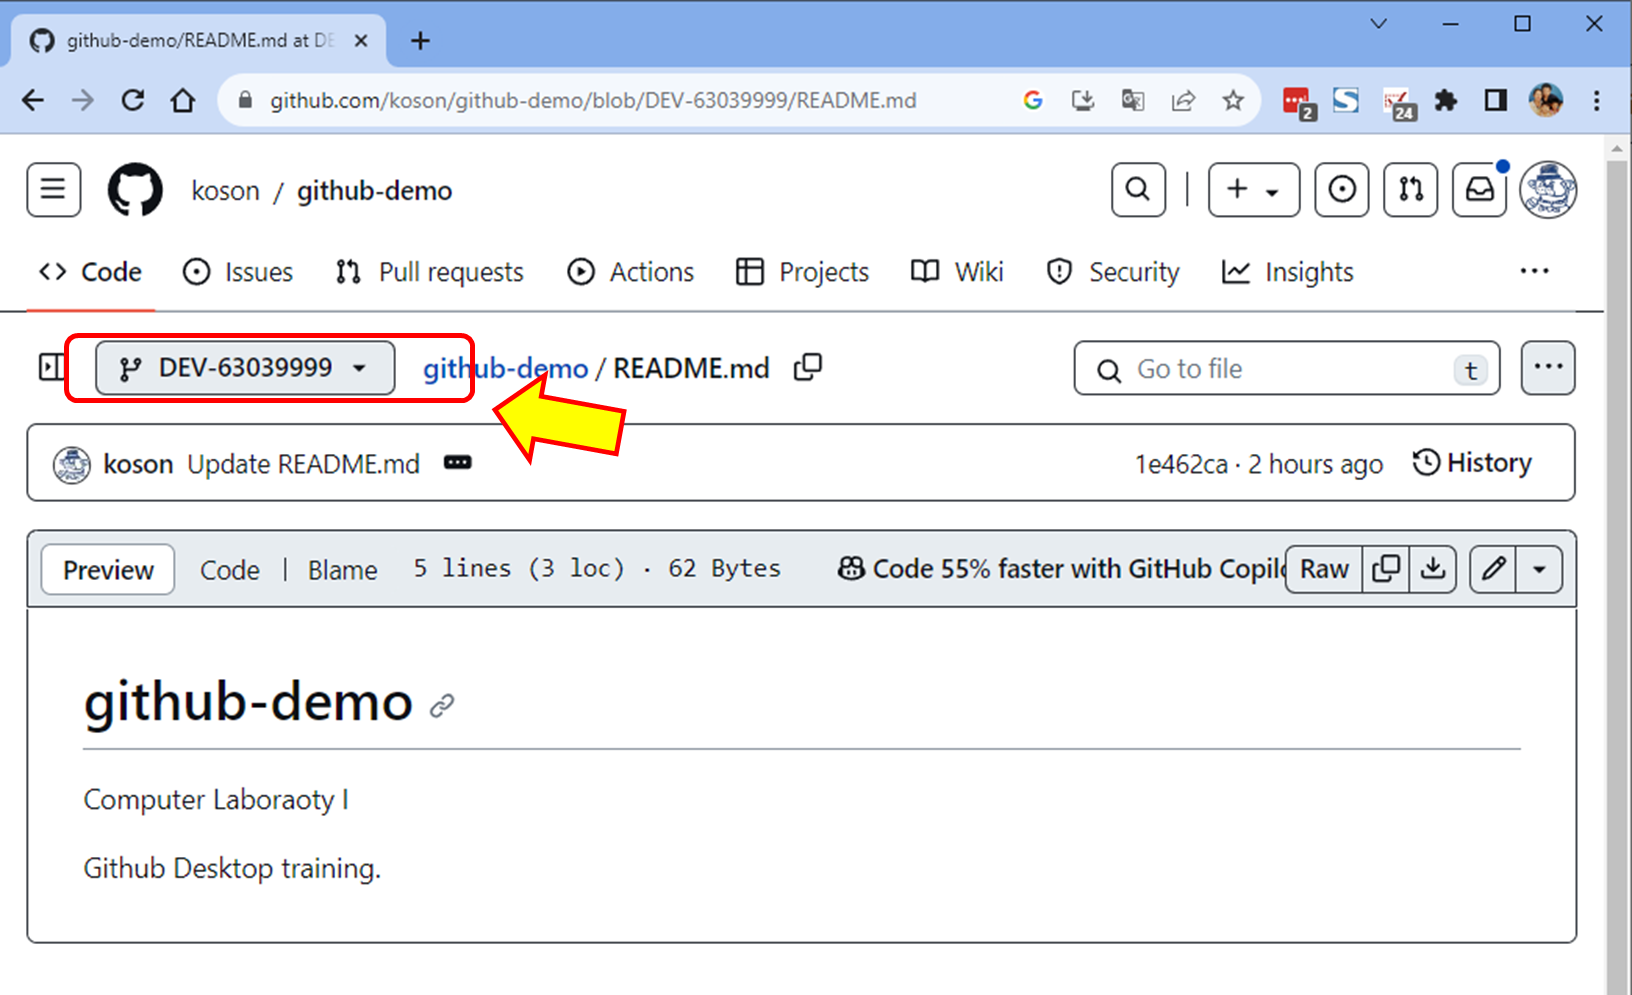 github-demo/README.md at DE
github.com/koson/github-demo/blob/DEV-63039999/README.md
2
24
koson / github-demo
Code Issues Pull requests Actions Projects Wiki Security Insights
DEV-63039999 github-demo / README.md Go to file t
koson Update README.md 1e462ca · 2 hours ago History
Preview Code | Blame 5 lines (3 loc) · 62 Bytes Code 55% faster with GitHub Copil Raw
github-demo
Computer Laboraoty I
Github Desktop training.